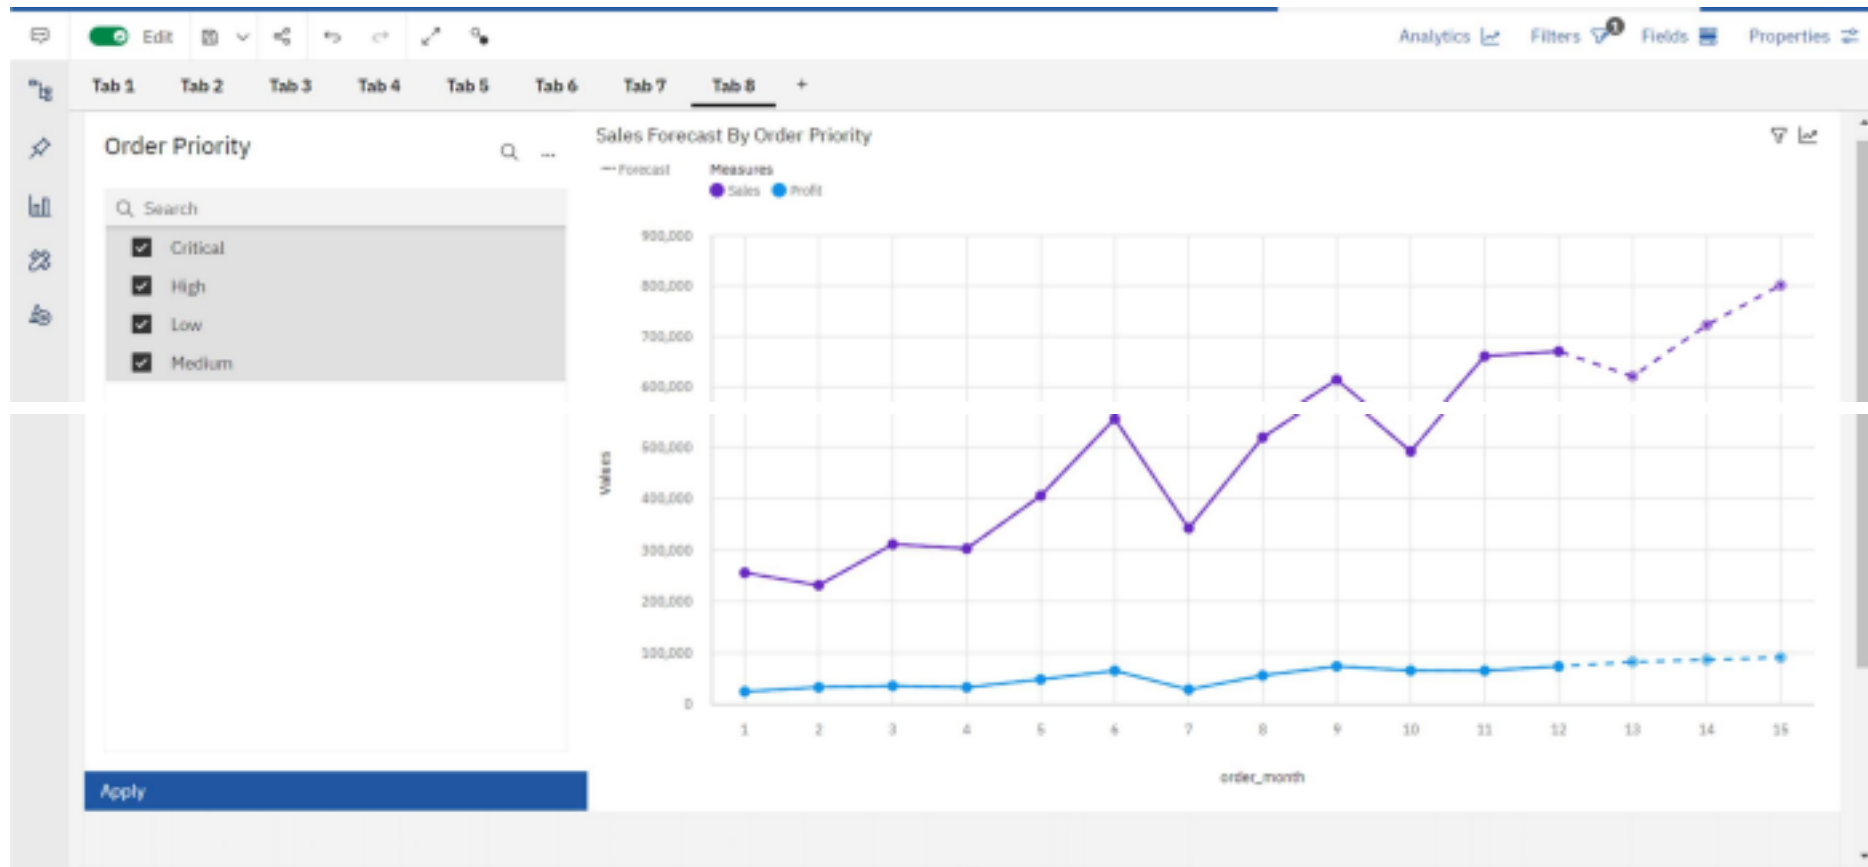 Edit
Analytics
Filters
1
Fields
Properties
Tab 1 Tab 2 Tab 3 Tab 4 Tab 5 Tab 6 Tab 7 Tab 8 +
Order Priority
...
Search
Critical
High
Low
Medium
Apply
Sales Forecast By Order Priority
Forecast
Measures
Sales Profit
900,000
800,000
700,000
600,000
500,000
400,000
300,000
200,000
100,000
0
Values
1 2 3 4 5 6 7 8 9 10 11 12 13 14 15
order_month